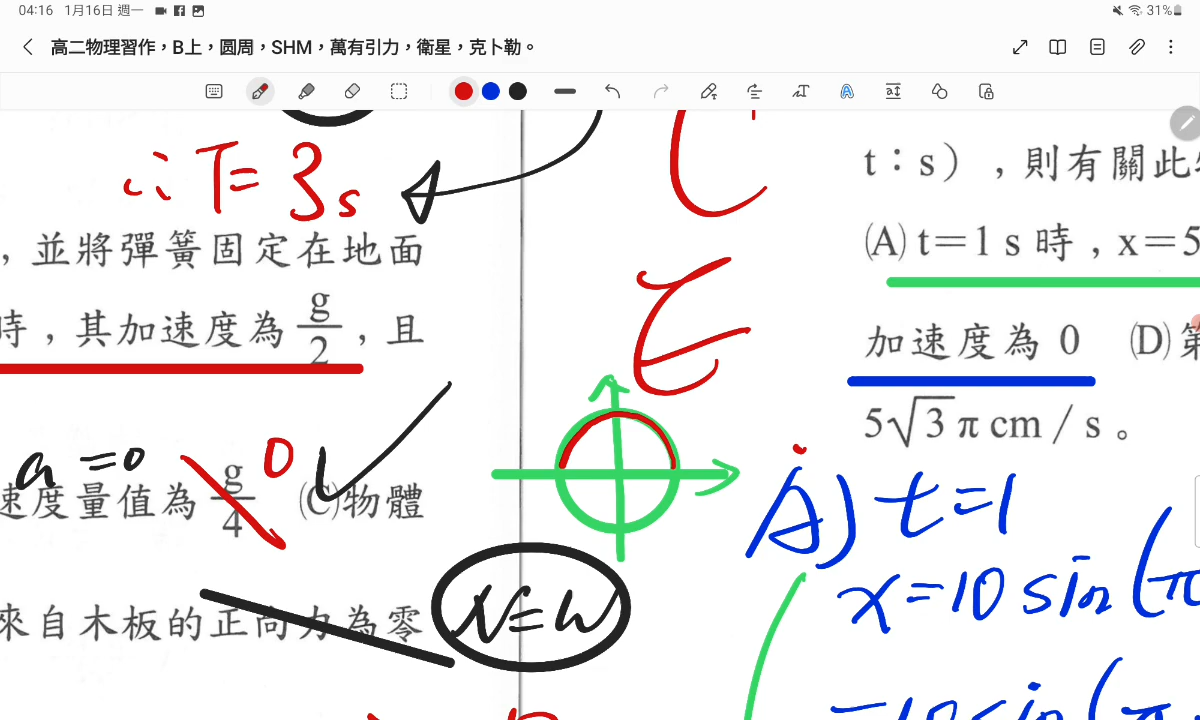 04:16 1月16日 週一 31%
高二物理習作，B上，圓周，SHM，萬有引力，衛星，克卜勒。
∴ T = 3s
，並將彈簧固定在地面
時，其加速度為 g/2，且
a = 0
速度量值為 g/4 0 (C)物體
來自木板的正向力為零
N = W
E
t：s），則有關此
(A) t＝1 s 時，x＝5
加速度為 0 (D) 第
5√3 π cm / s。
A) t = 1
x = 10 sin (π
= 10 sin (π